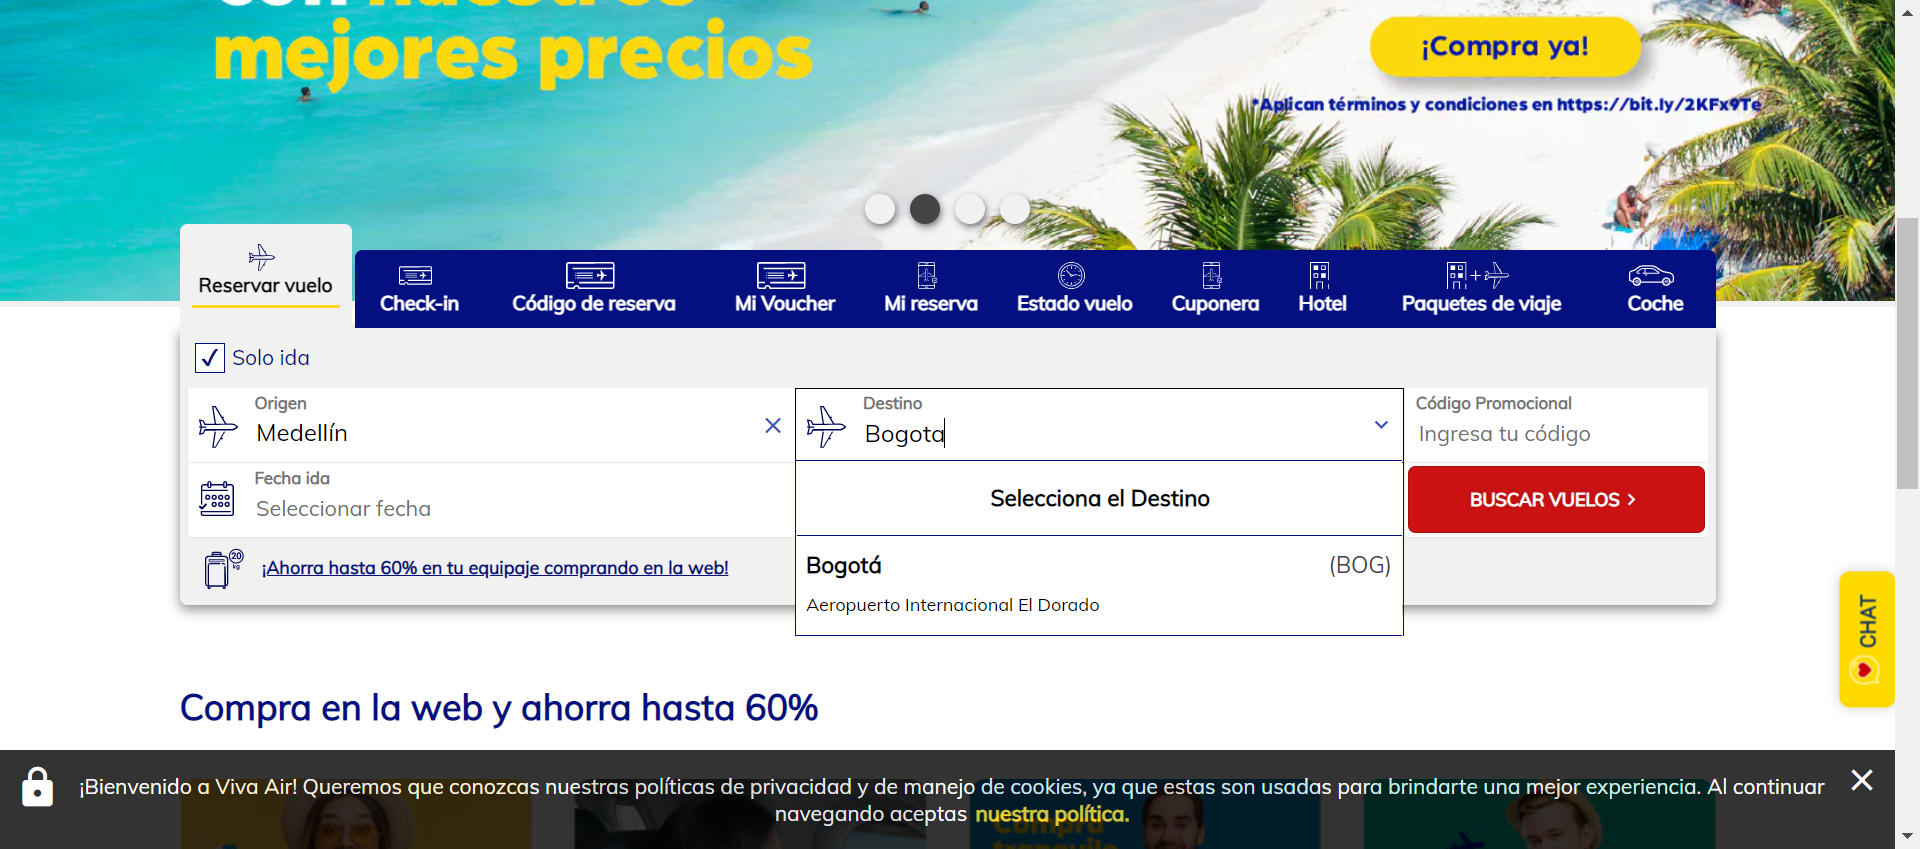 mejores precios
¡Compra ya!
*Aplican términos y condiciones en https://bit.ly/2KFx9Te
Reservar vuelo
Check-in
Código de reserva
Mi Voucher
Mi reserva
Estado vuelo
Cuponera
Hotel
Paquetes de viaje
Coche
Solo ida
Origen
Medellín
Destino
Bogota
Código Promocional
Ingresa tu código
Fecha ida
Seleccionar fecha
Selecciona el Destino
BUSCAR VUELOS
20
kg
¡Ahorra hasta 60% en tu equipaje comprando en la web!
Bogotá (BOG)
Aeropuerto Internacional El Dorado
CHAT
Compra en la web y ahorra hasta 60%
¡Bienvenido a Viva Air! Queremos que conozcas nuestras políticas de privacidad y de manejo de cookies, ya que estas son usadas para brindarte una mejor experiencia. Al continuar
navegando aceptas nuestra política.